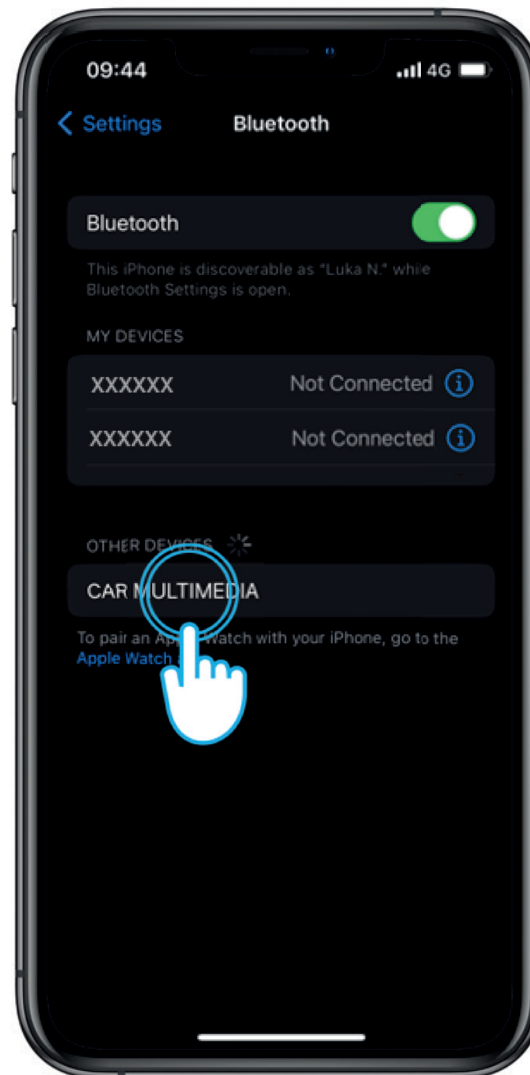 09:44
4G
Settings
Bluetooth
Bluetooth
This iPhone is discoverable as "Luka N." while
Bluetooth Settings is open.
MY DEVICES
XXXXXX
Not Connected
XXXXXX
Not Connected
OTHER DEVICES
CAR MULTIMEDIA
To pair an Watch with your iPhone, go to the
Apple Watch